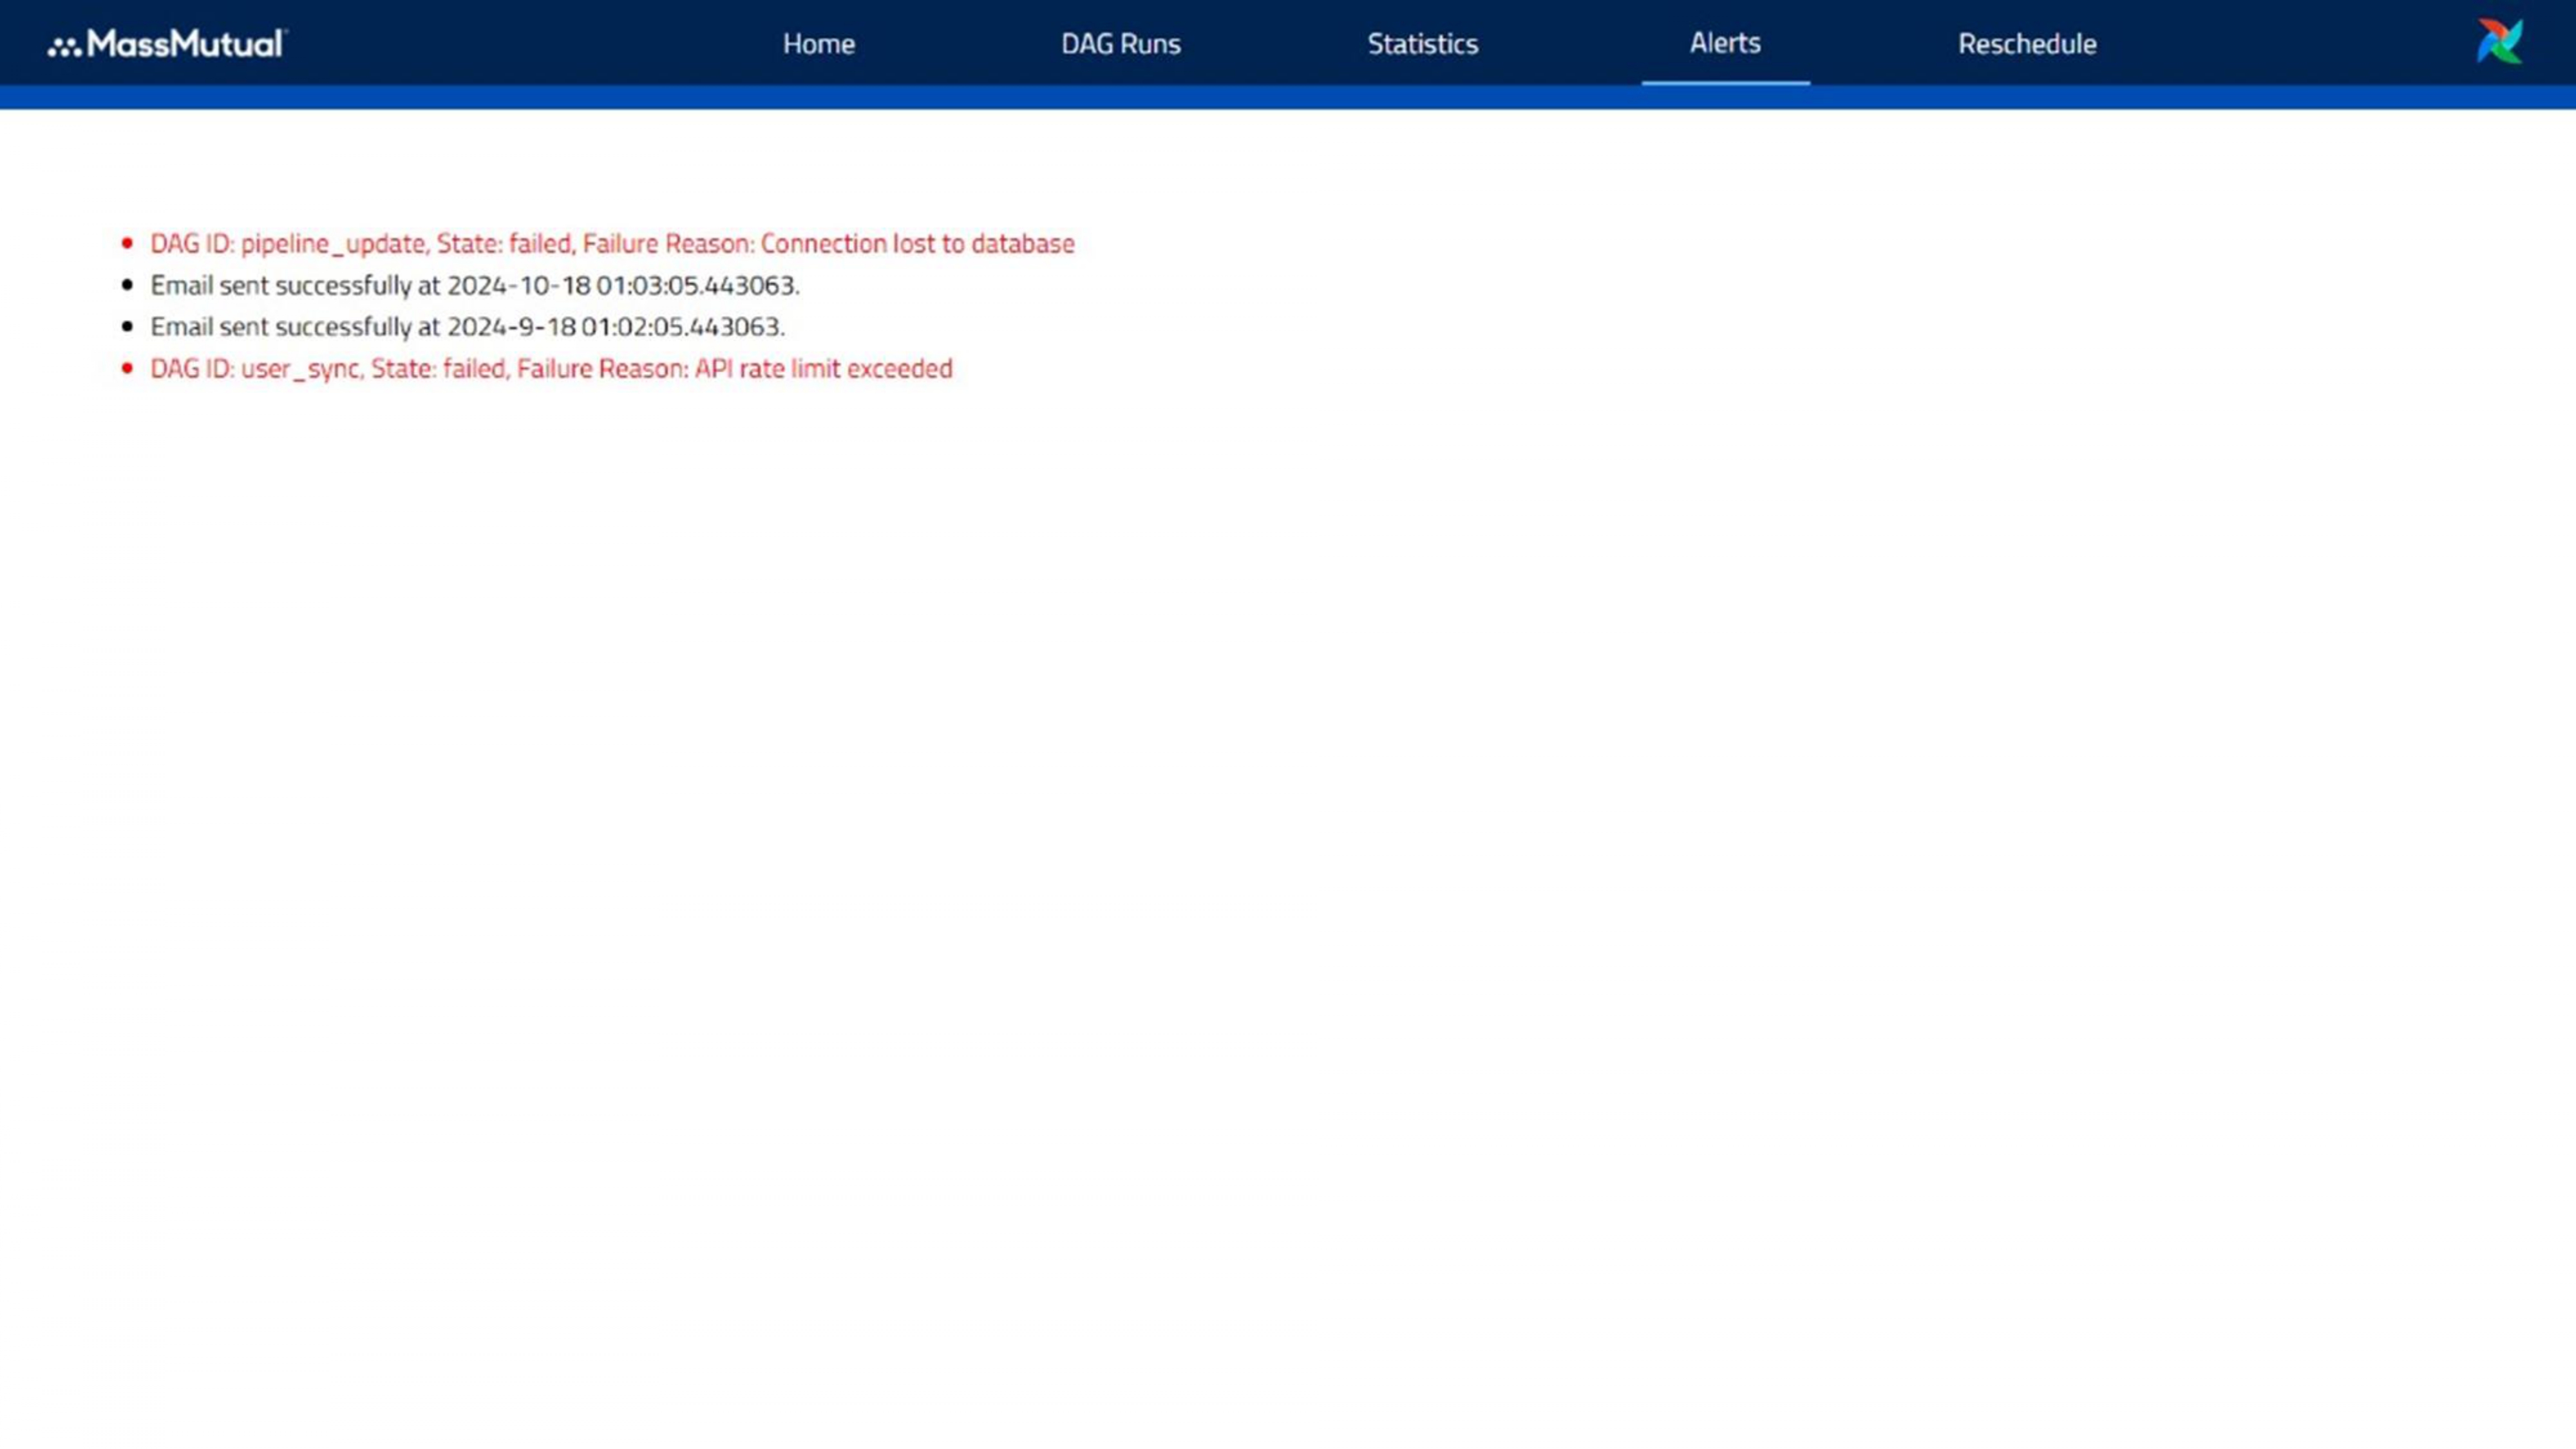 MassMutual
Home DAG Runs Statistics Alerts Reschedule
DAG ID: pipeline_update, State: failed, Failure Reason: Connection lost to database
Email sent successfully at 2024-10-18 01:03:05.443063.
Email sent successfully at 2024-9-18 01:02:05.443063.
DAG ID: user_sync, State: failed, Failure Reason: API rate limit exceeded